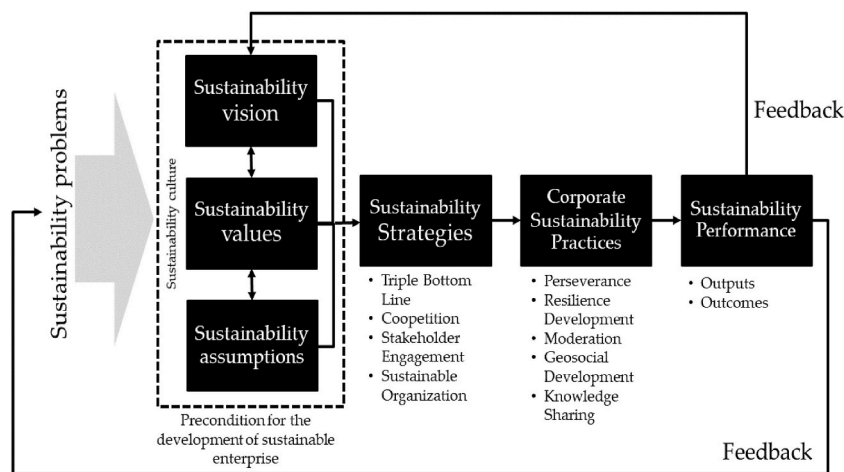 Sustainability problems
Sustainability culture
Sustainability
vision
Sustainability
values
Sustainability
assumptions
Precondition for the
development of sustainable
enterprise
Sustainability
Strategies
• Triple Bottom
Line
• Coopetition
• Stakeholder
Engagement
• Sustainable
Organization
Corporate
Sustainability
Practices
• Perseverance
• Resilience
Development
• Moderation
• Geosocial
Development
• Knowledge
Sharing
Sustainability
Performance
• Outputs
• Outcomes
Feedback
Feedback